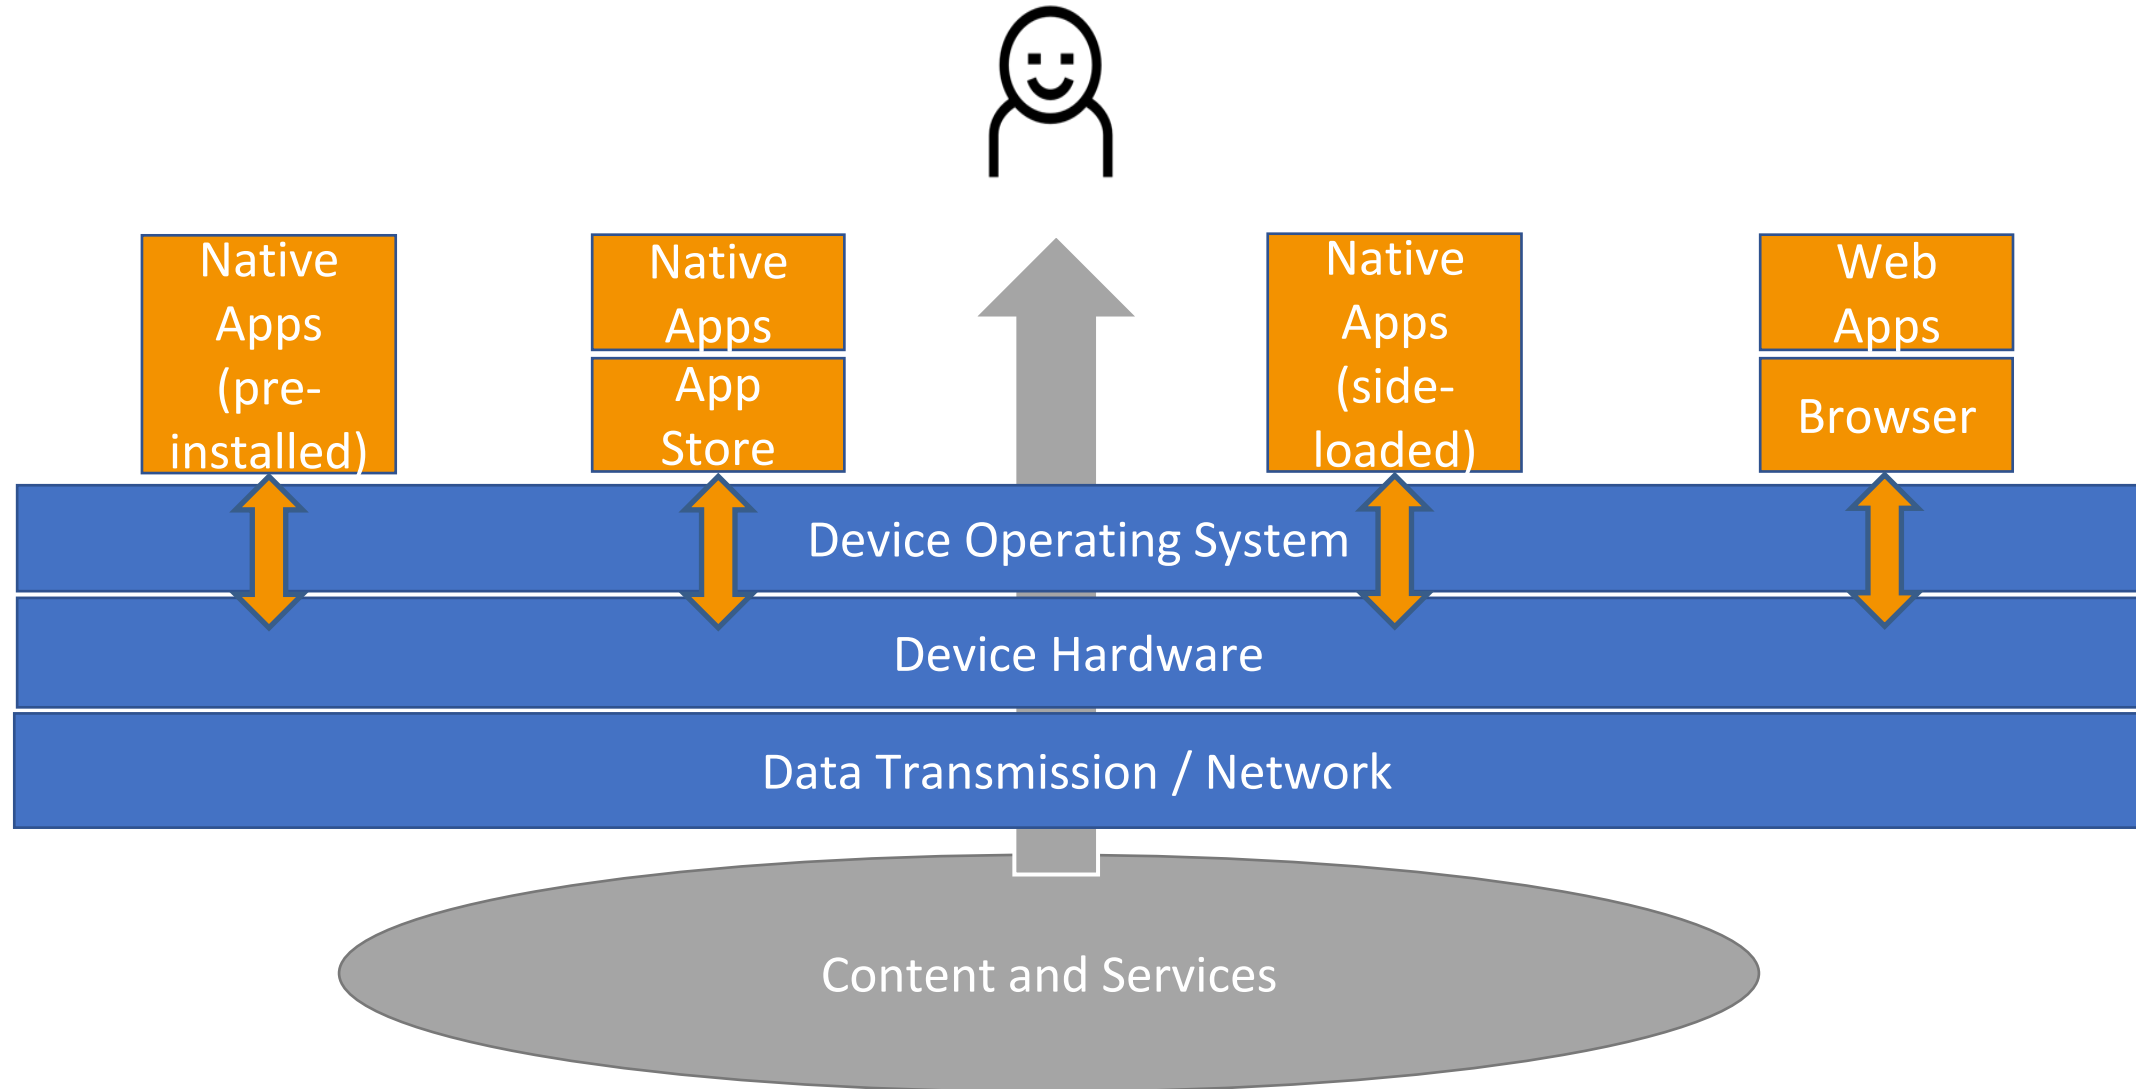 Native
Apps
(pre-
installed)
Native
Apps
App
Store
Native
Apps
(side-
loaded)
Web
Apps
Browser
Device Operating System
Device Hardware
Data Transmission / Network
Content and Services